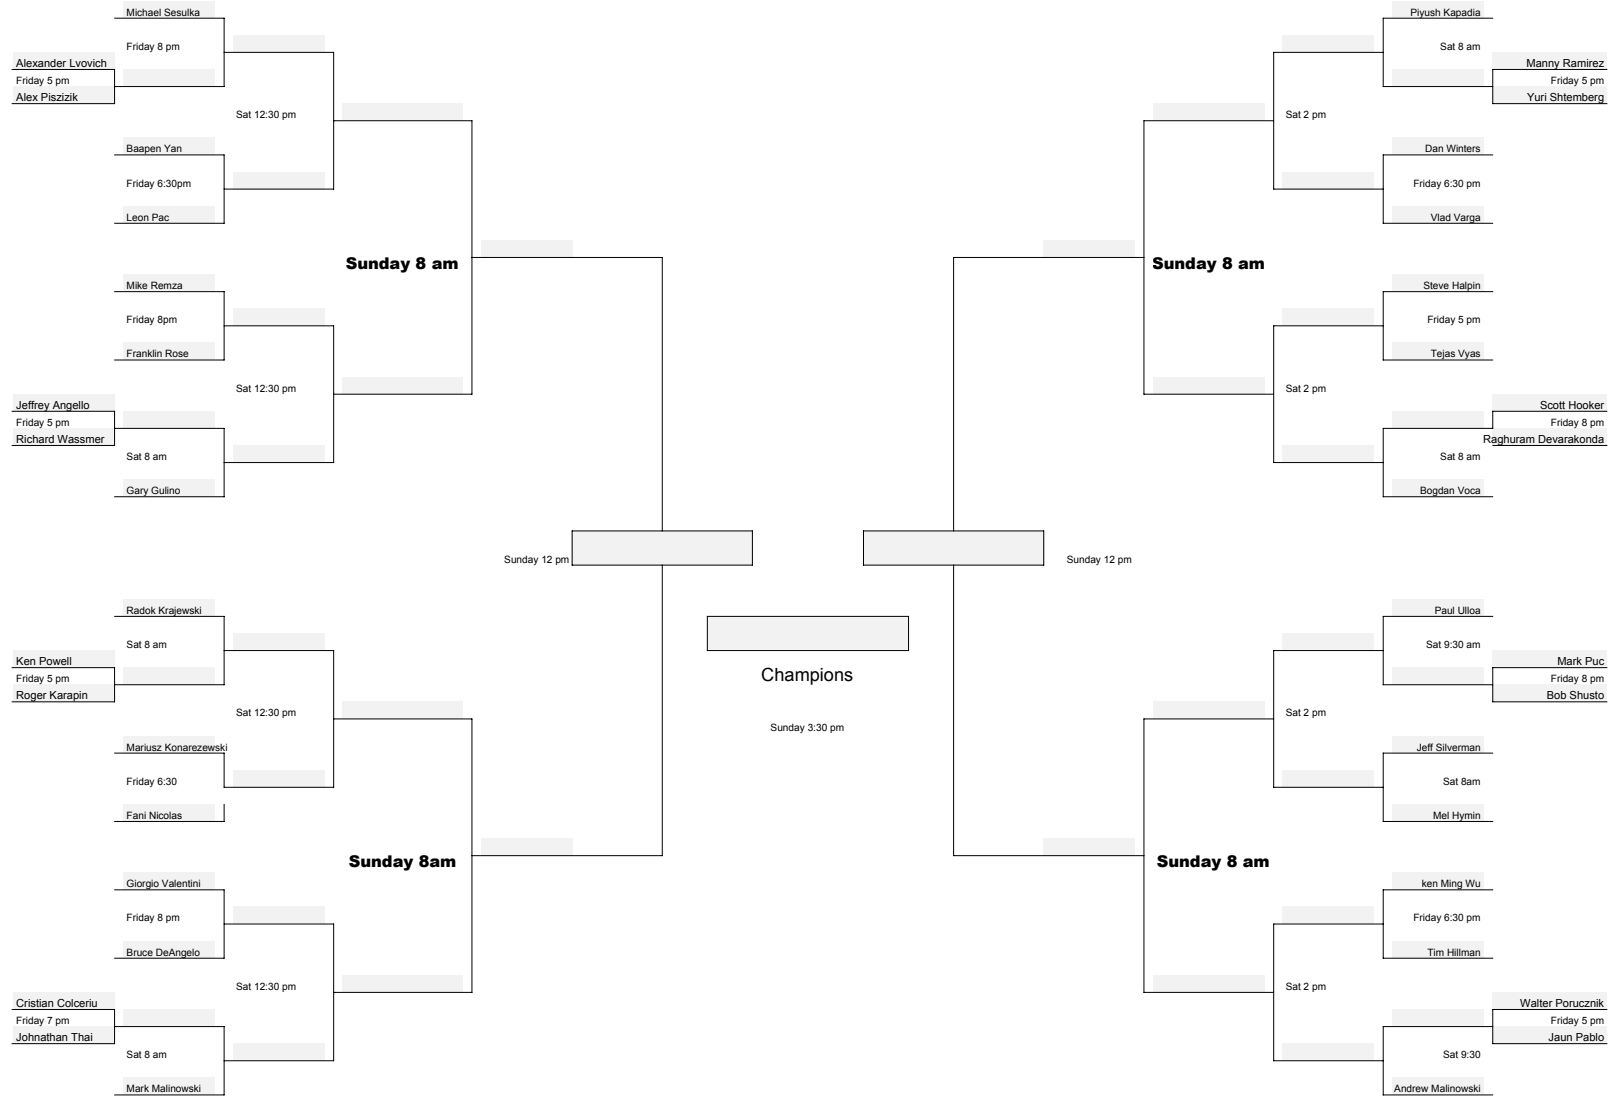 Michael Sesulka
Friday 8 pm
Alexander Lvovich
Friday 5 pm
Alex Piszizik
Sat 12:30 pm
Baapen Yan
Friday 6:30pm
Leon Pac
Sunday 8 am
Mike Remza
Friday 8pm
Franklin Rose
Sat 12:30 pm
Jeffrey Angello
Friday 5 pm
Richard Wassmer
Sat 8 am
Gary Gulino
Sunday 12 pm
Radok Krajewski
Sat 8 am
Ken Powell
Friday 5 pm
Roger Karapin
Sat 12:30 pm
Mariusz Konarezewski
Friday 6:30
Fani Nicolas
Sunday 8am
Giorgio Valentini
Friday 8 pm
Bruce DeAngelo
Sat 12:30 pm
Cristian Colceriu
Friday 7 pm
Johnathan Thai
Sat 8 am
Mark Malinowski
Champions
Sunday 3:30 pm
Piyush Kapadia
Sat 8 am
Manny Ramirez
Friday 5 pm
Yuri Shtemberg
Sat 2 pm
Dan Winters
Friday 6:30 pm
Vlad Varga
Sunday 8 am
Steve Halpin
Friday 5 pm
Tejas Vyas
Sat 2 pm
Scott Hooker
Friday 8 pm
Raghuram Devarakonda
Sat 8 am
Bogdan Voca
Sunday 12 pm
Paul Ulloa
Sat 9:30 am
Mark Puc
Friday 8 pm
Bob Shusto
Sat 2 pm
Jeff Silverman
Sat 8am
Mel Hymin
Sunday 8 am
ken Ming Wu
Friday 6:30 pm
Tim Hillman
Sat 2 pm
Walter Porucznik
Friday 5 pm
Jaun Pablo
Sat 9:30
Andrew Malinowski